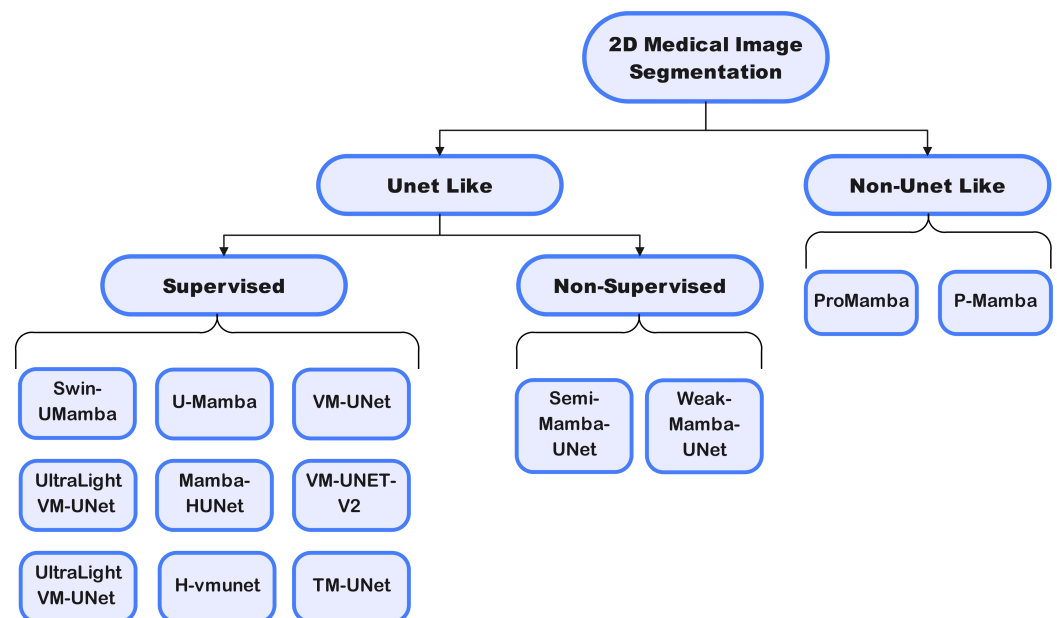 2D Medical Image
Segmentation
Unet Like
Non-Unet Like
Supervised
Non-Supervised
ProMamba
P-Mamba
Swin-
UMamba
U-Mamba
VM-UNet
Semi-
Mamba-
UNet
Weak-
Mamba-
UNet
UltraLight
VM-UNet
Mamba-
HUNet
VM-UNET-
V2
UltraLight
VM-UNet
H-vmunet
TM-UNet